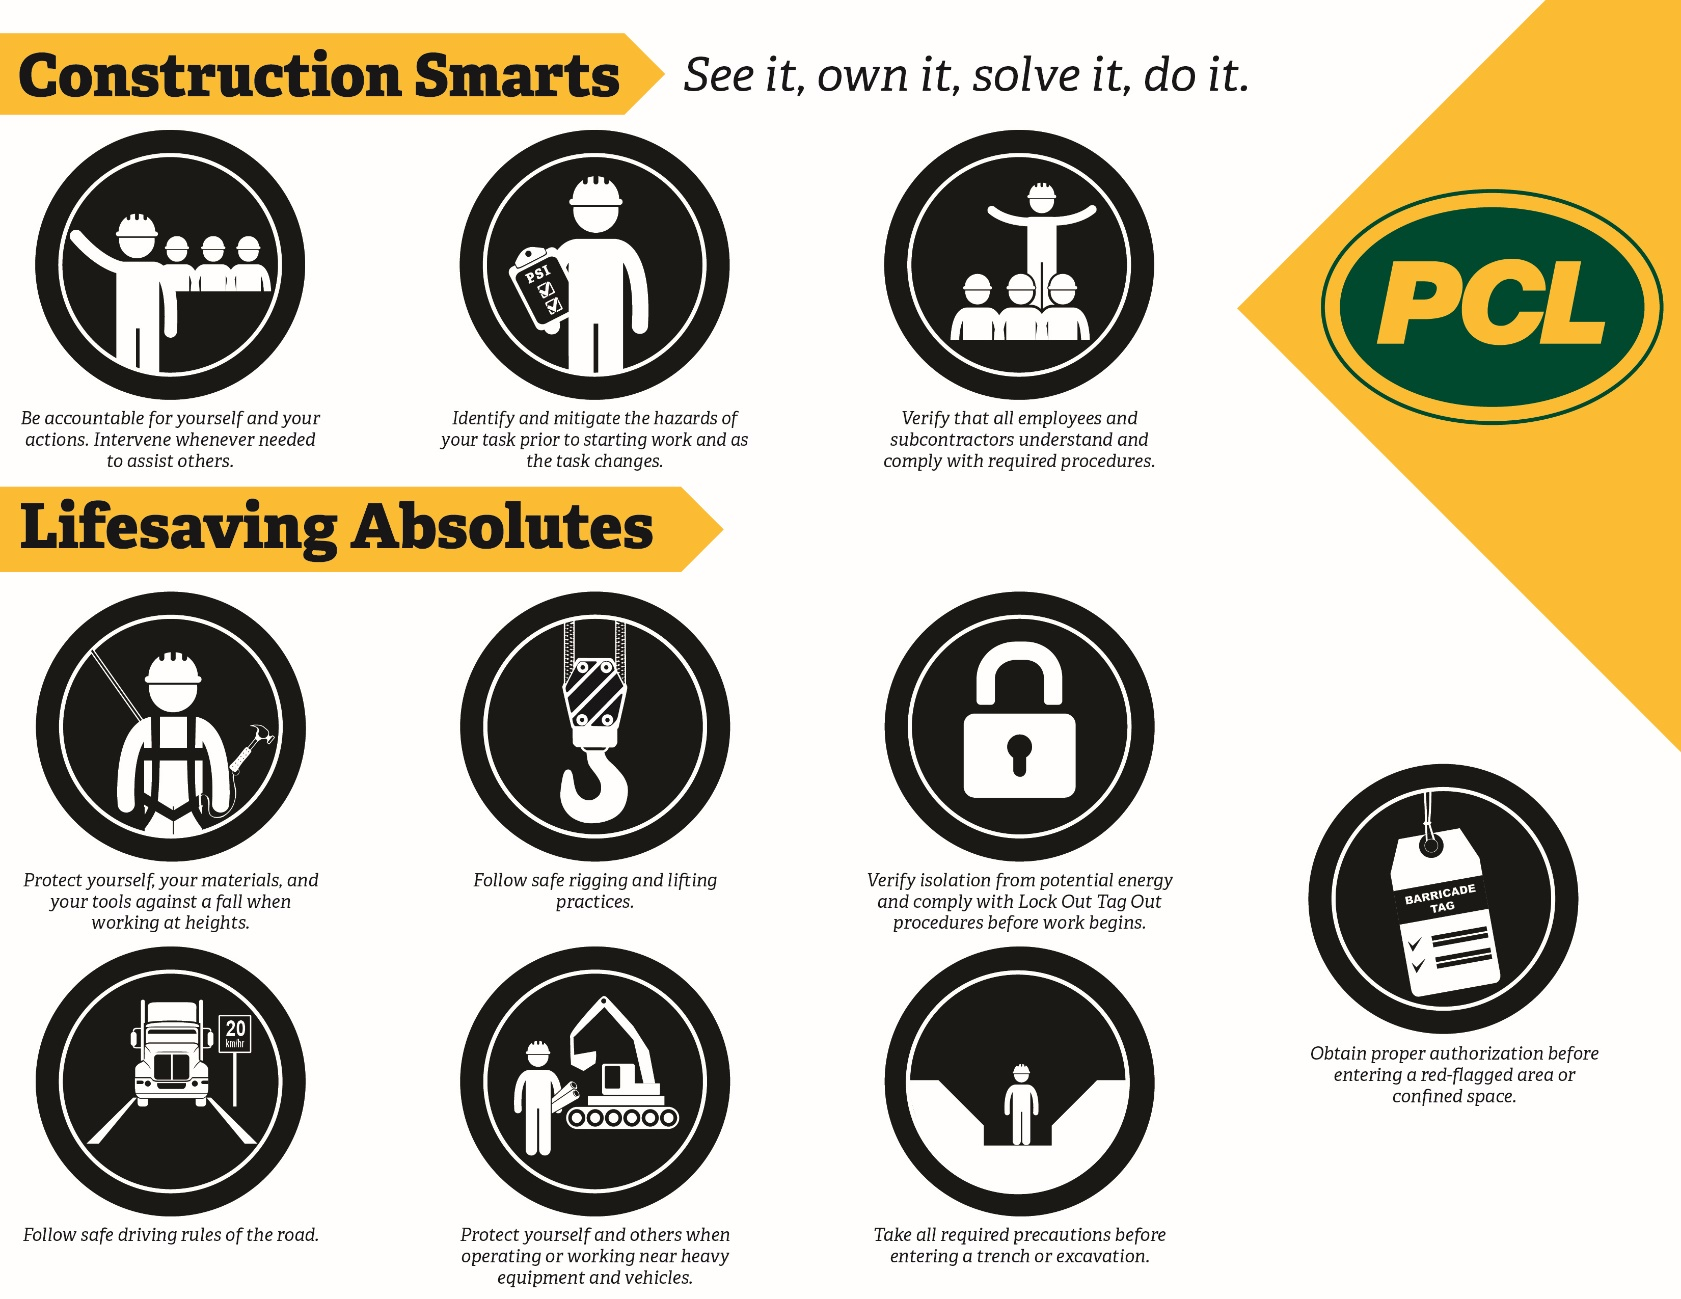 Construction Smarts
See it, own it, solve it, do it.
PCL
PSI
Be accountable for yourself and your
actions. Intervene whenever needed
to assist others.
Identify and mitigate the hazards of
your task prior to starting work and as
the task changes.
Verify that all employees and
subcontractors understand and
comply with required procedures.
Lifesaving Absolutes
Protect yourself, your materials, and
your tools against a fall when
working at heights.
Follow safe rigging and lifting
practices.
Verify isolation from potential energy
and comply with Lock Out Tag Out
procedures before work begins.
BARRICADE
TAG
Obtain proper authorization before
entering a red-flagged area or
confined space.
20
km/hr
Follow safe driving rules of the road.
Protect yourself and others when
operating or working near heavy
equipment and vehicles.
Take all required precautions before
entering a trench or excavation.